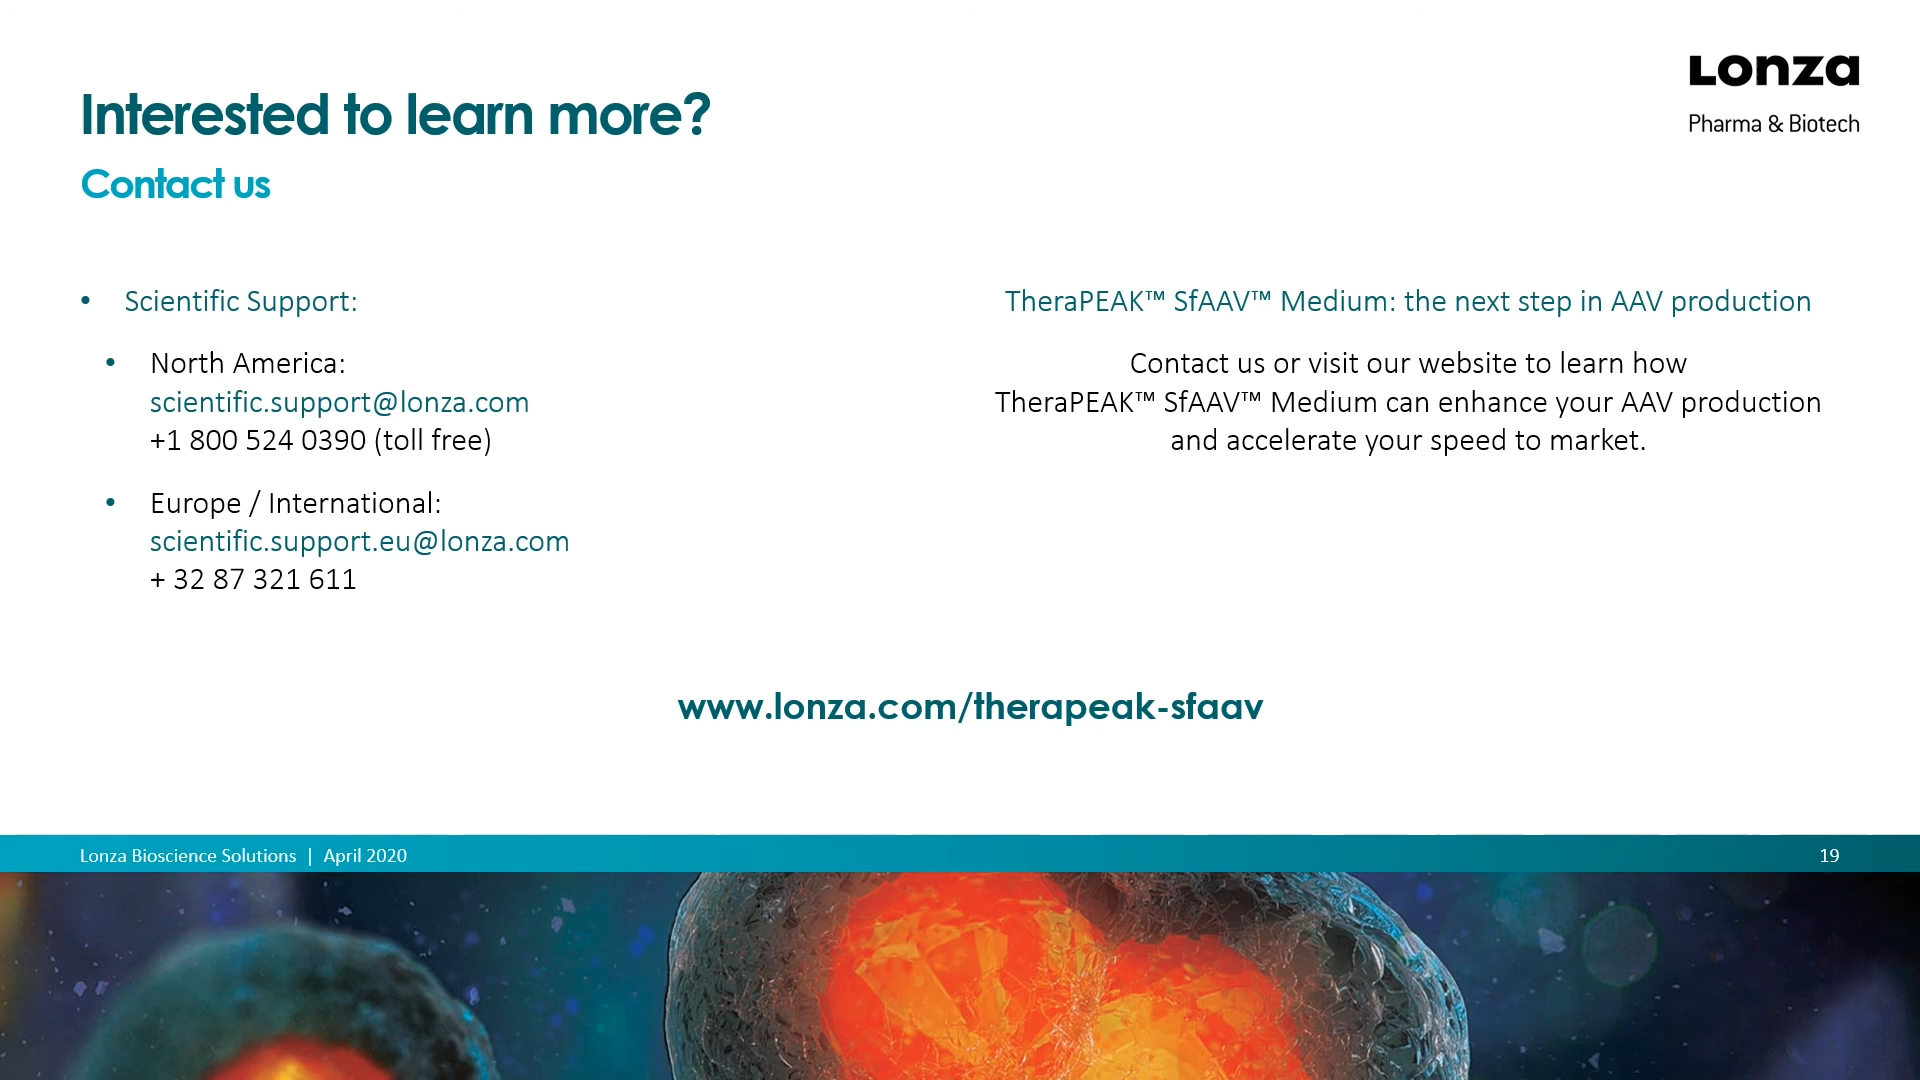 Lonza
Pharma & Biotech
Interested to learn more?
Contact us
• Scientific Support:
• North America:
scientific.support@lonza.com
+1 800 524 0390 (toll free)
• Europe / International:
scientific.support.eu@lonza.com
+ 32 87 321 611
TheraPEAK™ SfAAV™ Medium: the next step in AAV production
Contact us or visit our website to learn how
TheraPEAK™ SfAAV™ Medium can enhance your AAV production
and accelerate your speed to market.
www.lonza.com/therapeak-sfaav
Lonza Bioscience Solutions | April 2020
19